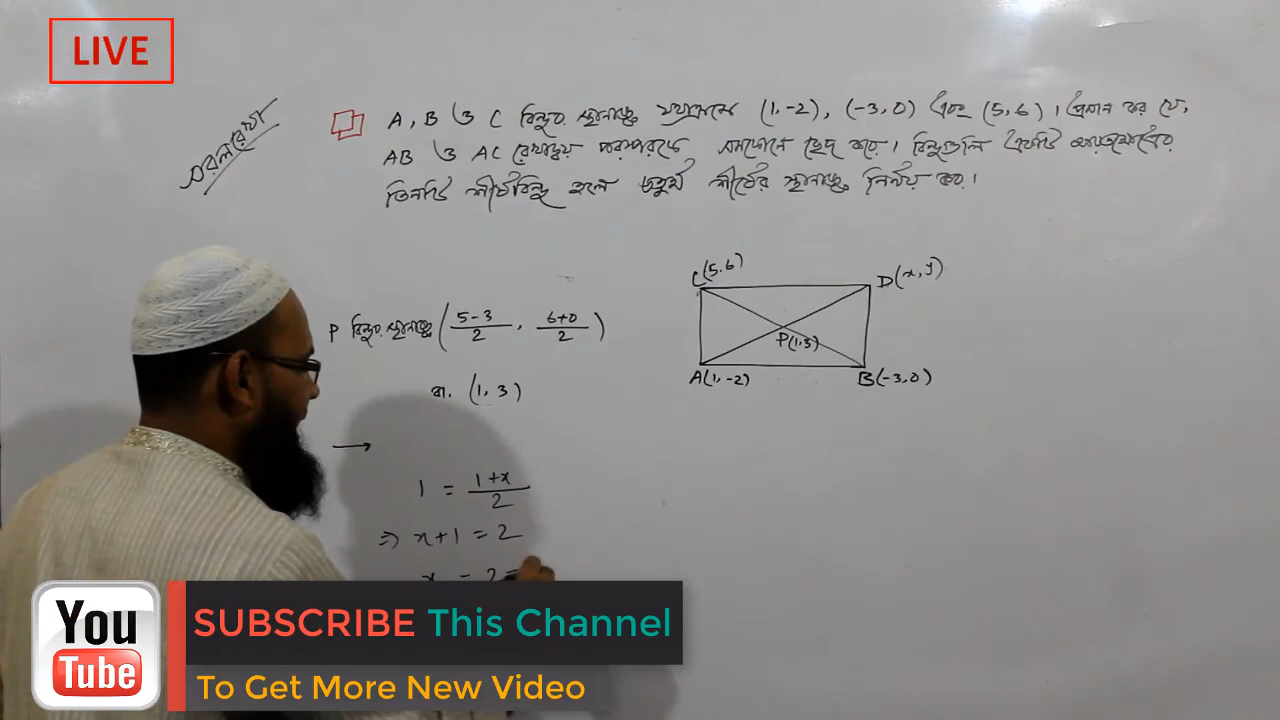 LIVE
সরলরেখা
A, B ও C বিন্দুর স্থানাঙ্ক যথাক্রমে (1,-2), (-3,0) এবং (5,6)। প্রমাণ কর যে,
AB ও AC রেখাদ্বয় পরস্পরকে সমকোণে ছেদ করে। বিন্দুগুলি একটি আয়তক্ষেত্রের
তিনটি শীর্ষবিন্দু হলে চতুর্থ শীর্ষের স্থানাঙ্ক নির্ণয় কর।
C(5,6)
D(x,y)
P(1,3)
A(1,-2)
B(-3,0)
P বিন্দুর স্থানাঙ্ক (5-3/2, 6+0/2)
বা, (1,3)
→
1 = 1+x/2
⇒ x+1 = 2
x = 2-
You
Tube
SUBSCRIBE This Channel
To Get More New Video